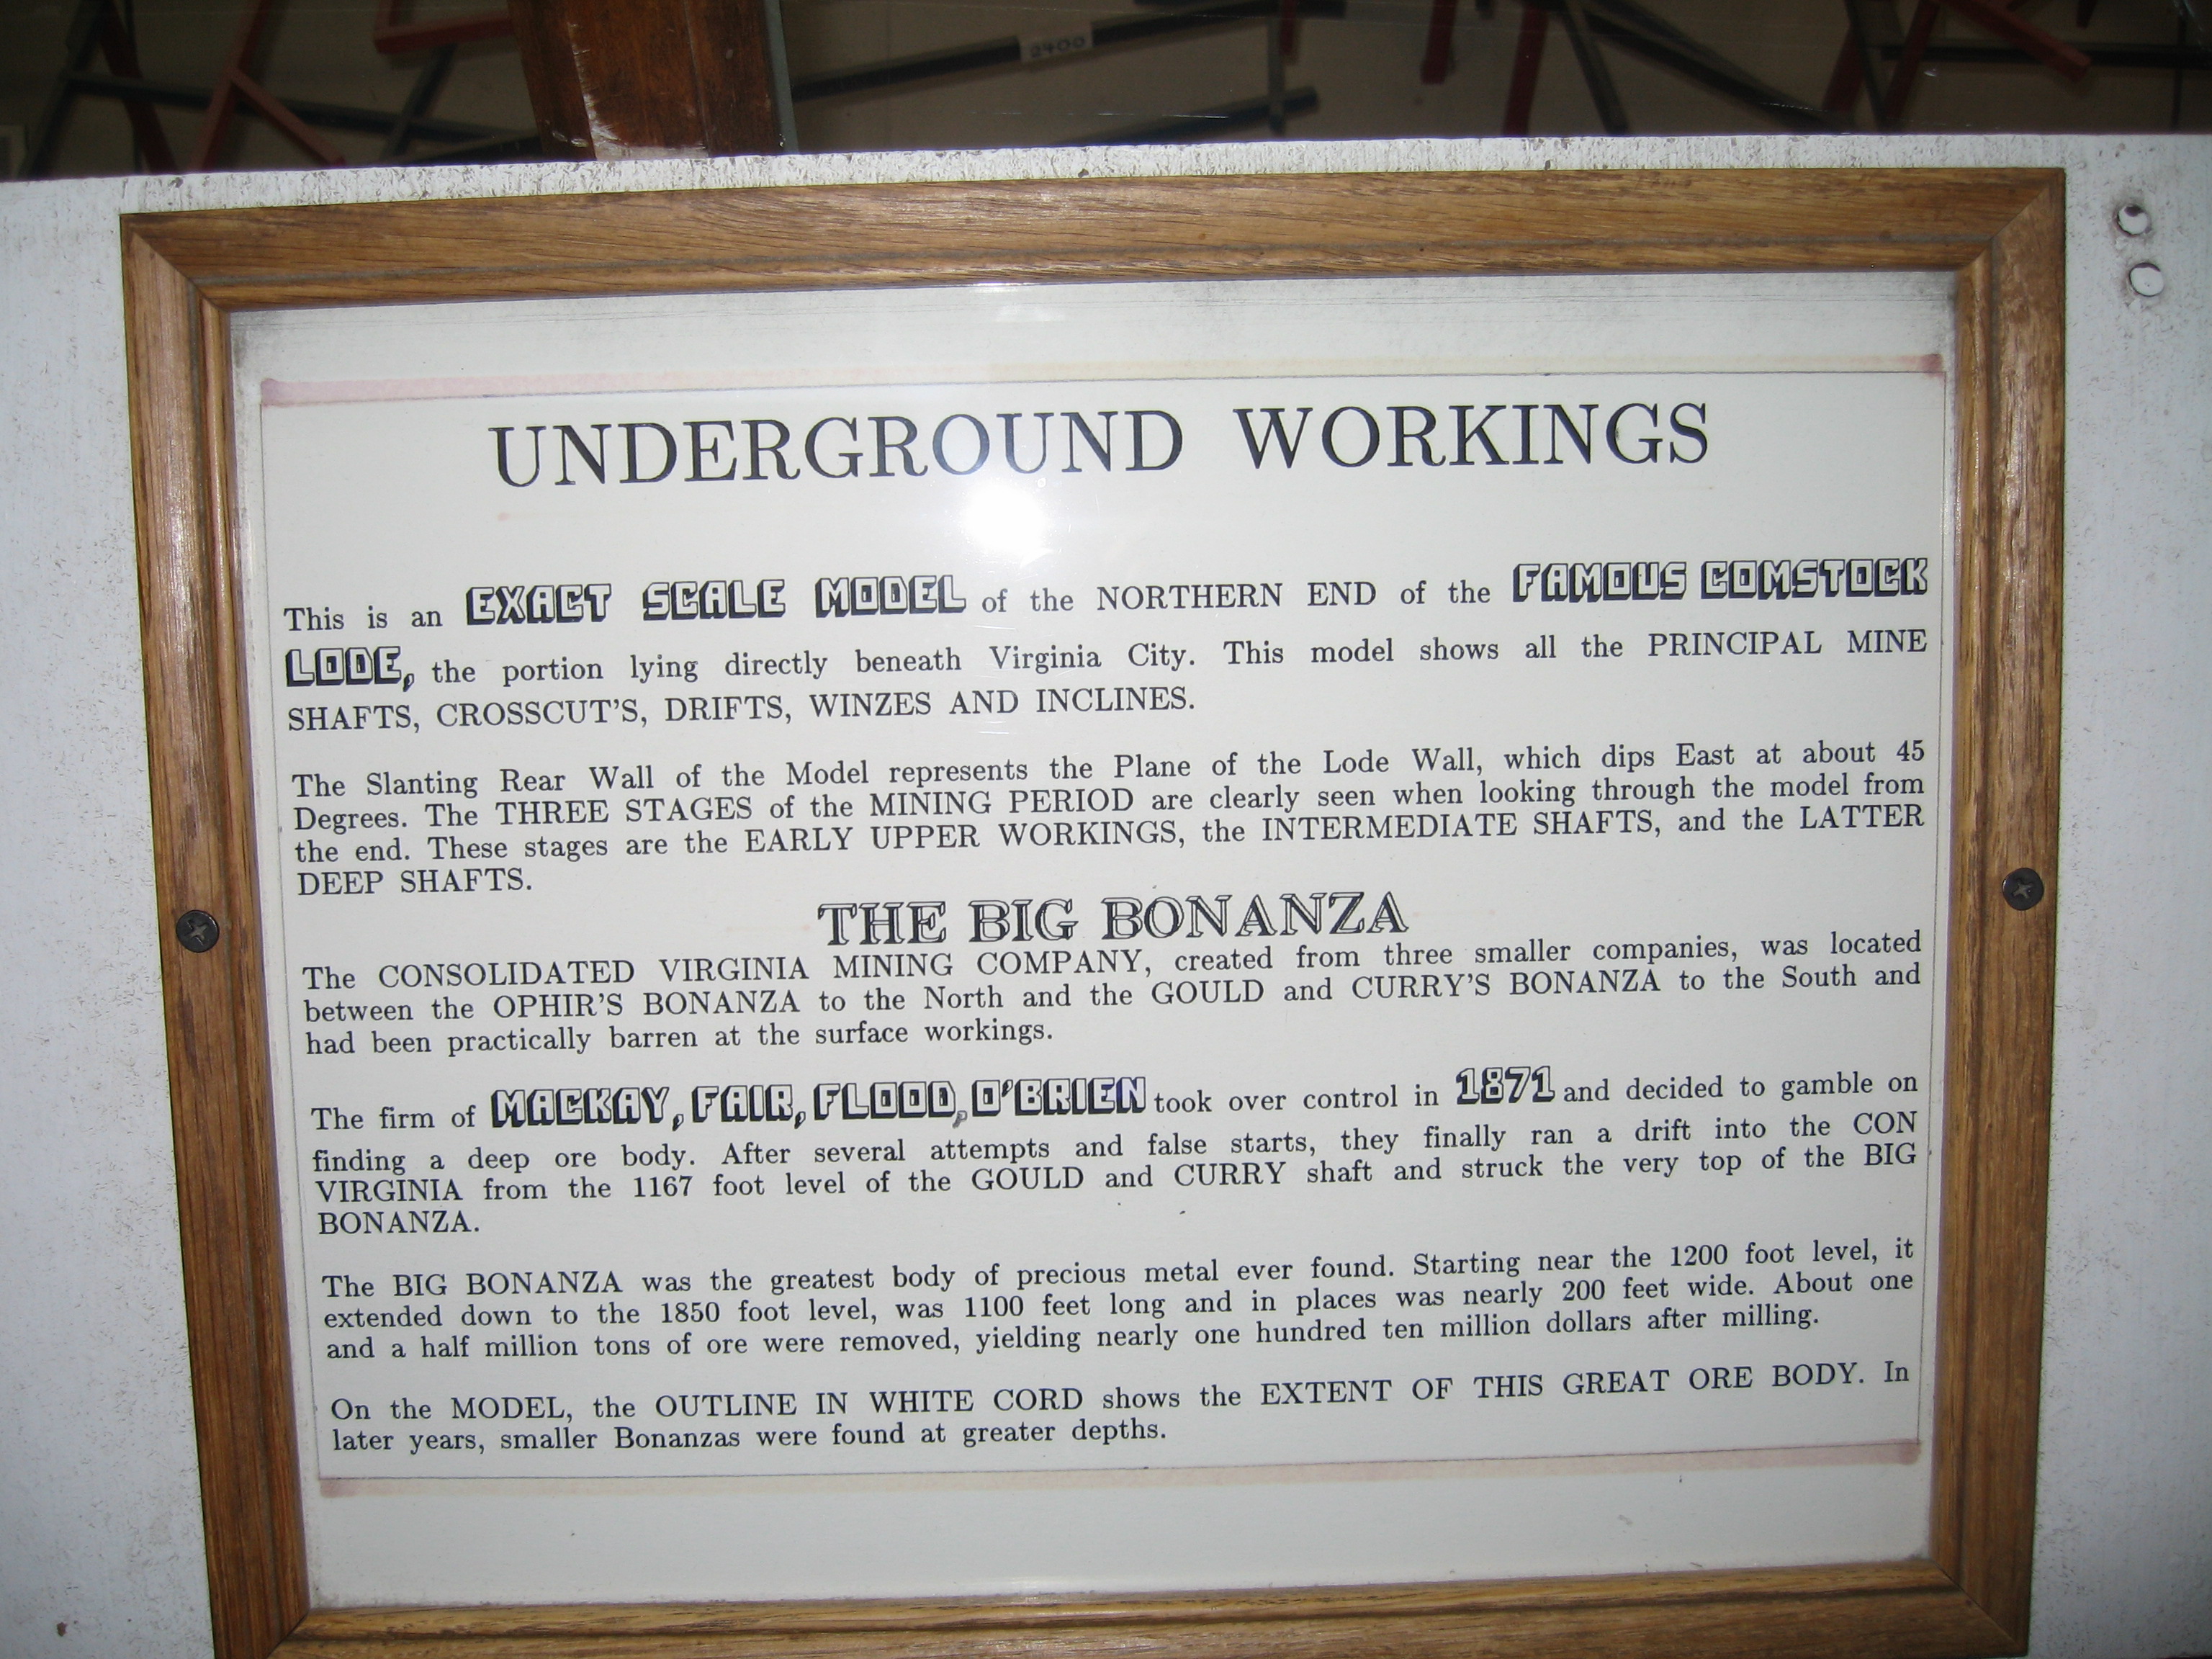 2400
UNDERGROUND WORKINGS
This is an EXACT SCALE MODEL of the NORTHERN END of the FAMOUS COMSTOCK
LODE, the portion lying directly beneath Virginia City. This model shows all the PRINCIPAL MINE
SHAFTS, CROSSCUT'S, DRIFTS, WINZES AND INCLINES.
The Slanting Rear Wall of the Model represents the Plane of the Lode Wall, which dips East at about 45
Degrees. The THREE STAGES of the MINING PERIOD are clearly seen when looking through the model from
the end. These stages are the EARLY UPPER WORKINGS, the INTERMEDIATE SHAFTS, and the LATTER
DEEP SHAFTS.
THE BIG BONANZA
The CONSOLIDATED VIRGINIA MINING COMPANY, created from three smaller companies, was located
between the OPHIR'S BONANZA to the North and the GOULD and CURRY'S BONANZA to the South and
had been practically barren at the surface workings.
The firm of MACKAY, FAIR, FLOOD, O'BRIEN took over control in 1871 and decided to gamble on
finding a deep ore body. After several attempts and false starts, they finally ran a drift into the CON
VIRGINIA from the 1167 foot level of the GOULD and CURRY shaft and struck the very top of the BIG
BONANZA.
The BIG BONANZA was the greatest body of precious metal ever found. Starting near the 1200 foot level, it
extended down to the 1850 foot level, was 1100 feet long and in places was nearly 200 feet wide. About one
and a half million tons of ore were removed, yielding nearly one hundred ten million dollars after milling.
On the MODEL, the OUTLINE IN WHITE CORD shows the EXTENT OF THIS GREAT ORE BODY. In
later years, smaller Bonanzas were found at greater depths.